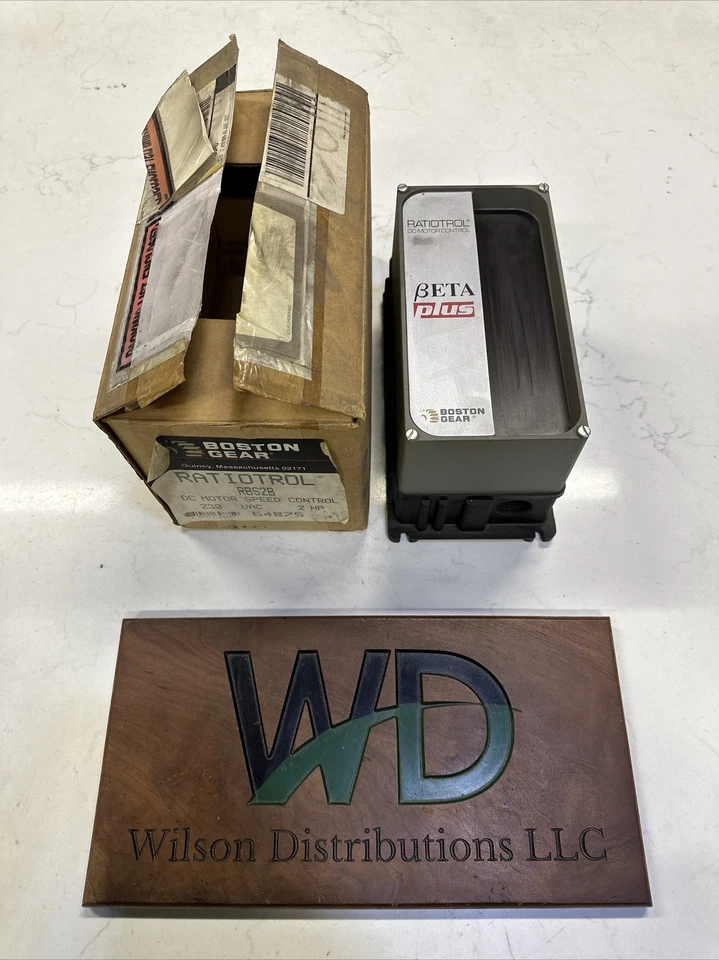 BOSTON
GEAR®
Quincy, Massachusetts 02171
RATIOTROL
RBS2B
DC MOTOR SPEED CONTROL
230 VAC 2 HP
64875
RATIOTROL®
DC MOTOR CONTROL
βETA
plus
BOSTON
GEAR®
WD
Wilson Distributions LLC